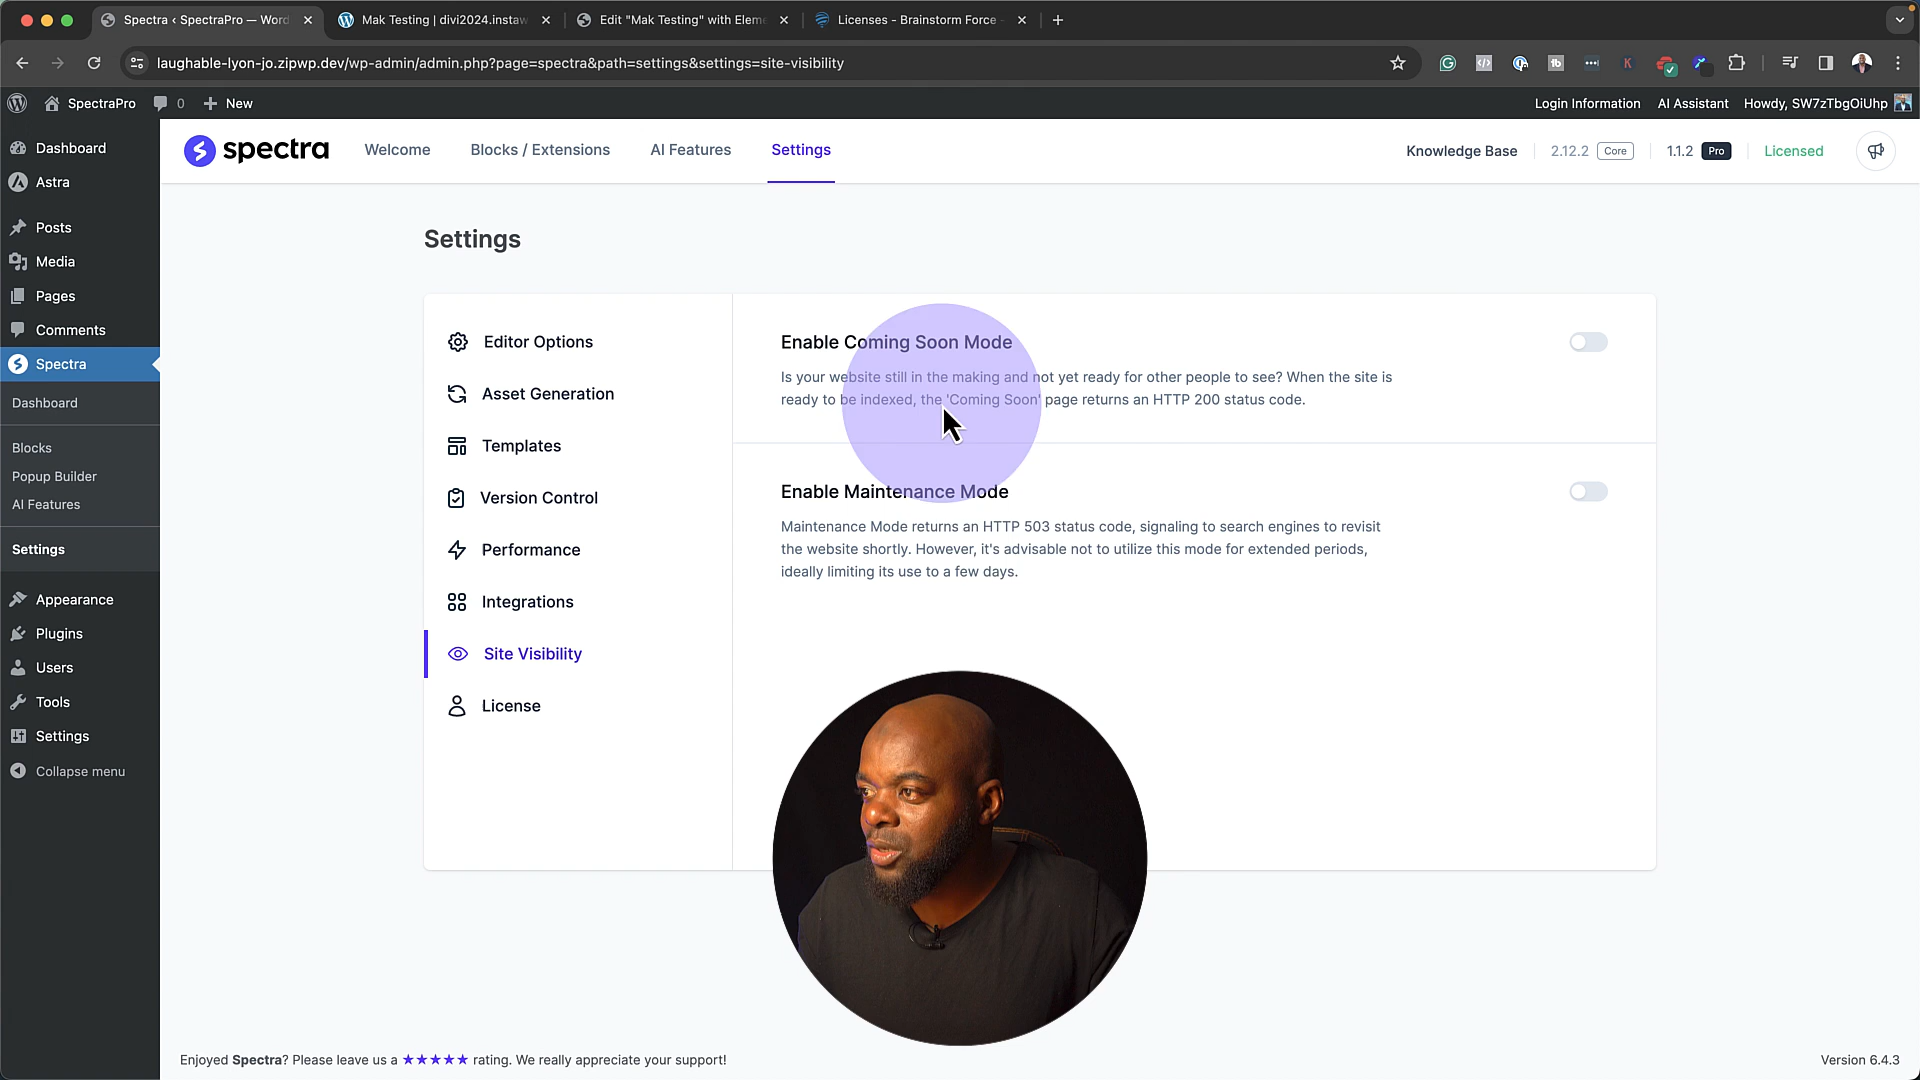 Spectra ‹ SpectraPro — Word
Mak Testing | divi2024.instaw
Edit "Mak Testing" with Eleme
Licenses - Brainstorm Force -
laughable-lyon-jo.zipwp.dev/wp-admin/admin.php?page=spectra&path=settings&settings=site-visibility
SpectraPro
0
New
Login Information
AI Assistant
Howdy, SW7zTbgOiUhp
Dashboard
Astra
Posts
Media
Pages
Comments
Spectra
Dashboard
Blocks
Popup Builder
AI Features
Settings
Appearance
Plugins
Users
Tools
Settings
Collapse menu
spectra
Welcome
Blocks / Extensions
AI Features
Settings
Knowledge Base
2.12.2
Core
1.1.2
Pro
Licensed
Settings
Editor Options
Asset Generation
Templates
Version Control
Performance
Integrations
Site Visibility
License
Enable Coming Soon Mode
Is your website still in the making and not yet ready for other people to see? When the site is
ready to be indexed, the 'Coming Soon' page returns an HTTP 200 status code.
Enable Maintenance Mode
Maintenance Mode returns an HTTP 503 status code, signaling to search engines to revisit
the website shortly. However, it's advisable not to utilize this mode for extended periods,
ideally limiting its use to a few days.
Enjoyed Spectra? Please leave us a ★★★★★ rating. We really appreciate your support!
Version 6.4.3